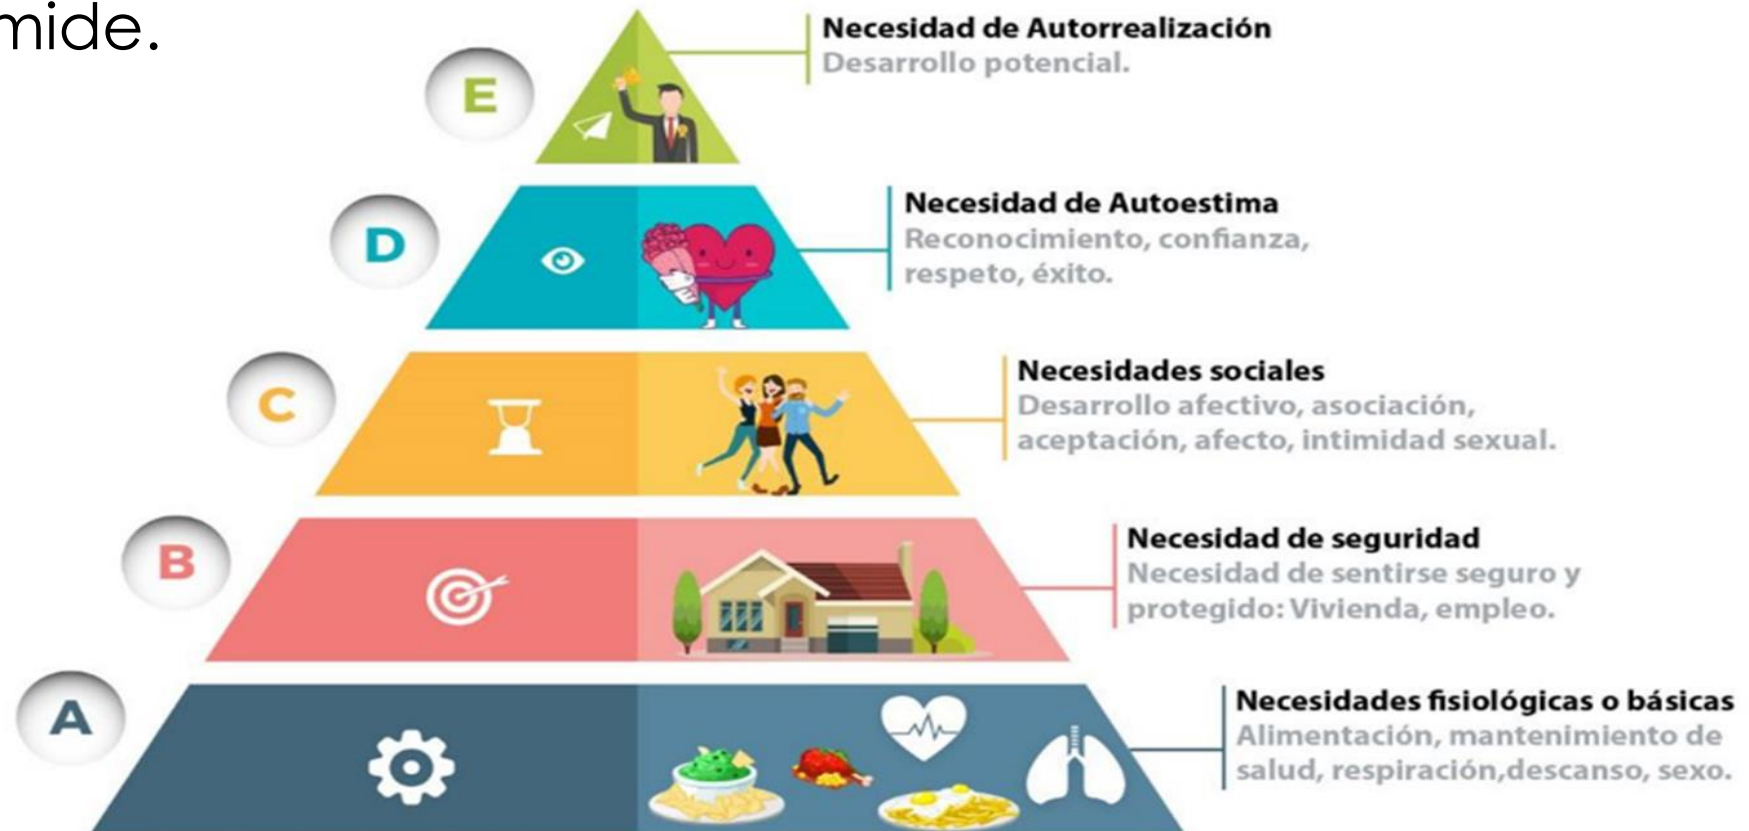 mide.
E
Necesidad de Autorrealización
Desarrollo potencial.
D
Necesidad de Autoestima
Reconocimiento, confianza,
respeto, éxito.
C
Necesidades sociales
Desarrollo afectivo, asociación,
aceptación, afecto, intimidad sexual.
B
Necesidad de seguridad
Necesidad de sentirse seguro y
protegido: Vivienda, empleo.
A
Necesidades fisiológicas o básicas
Alimentación, mantenimiento de
salud, respiración,descanso, sexo.